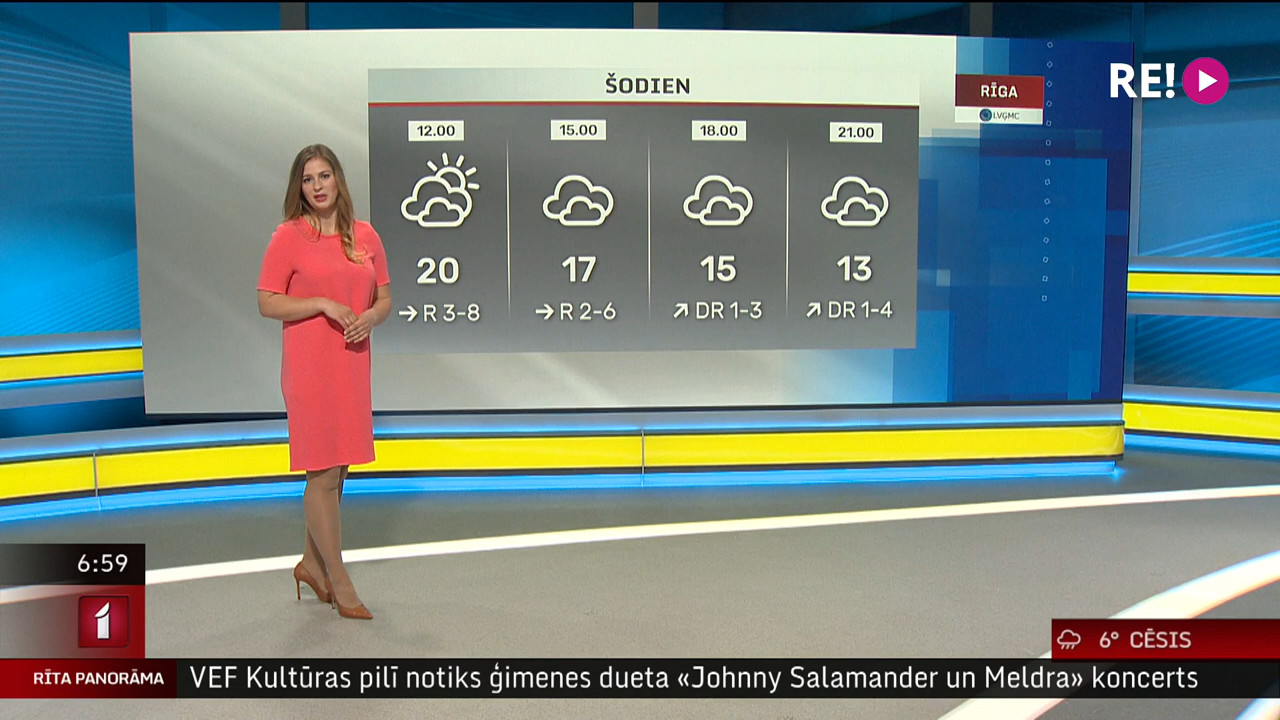 RE!
ŠODIEN
RĪGA
LVĢMC
12.00 15.00 18.00 21.00
20 17 15 13
→ R 3-8 → R 2-6 ↗ DR 1-3 ↗ DR 1-4
6:59
1
6° CĒSIS
RĪTA PANORĀMA VEF Kultūras pilī notiks ģimenes dueta «Johnny Salamander un Meldra» koncerts